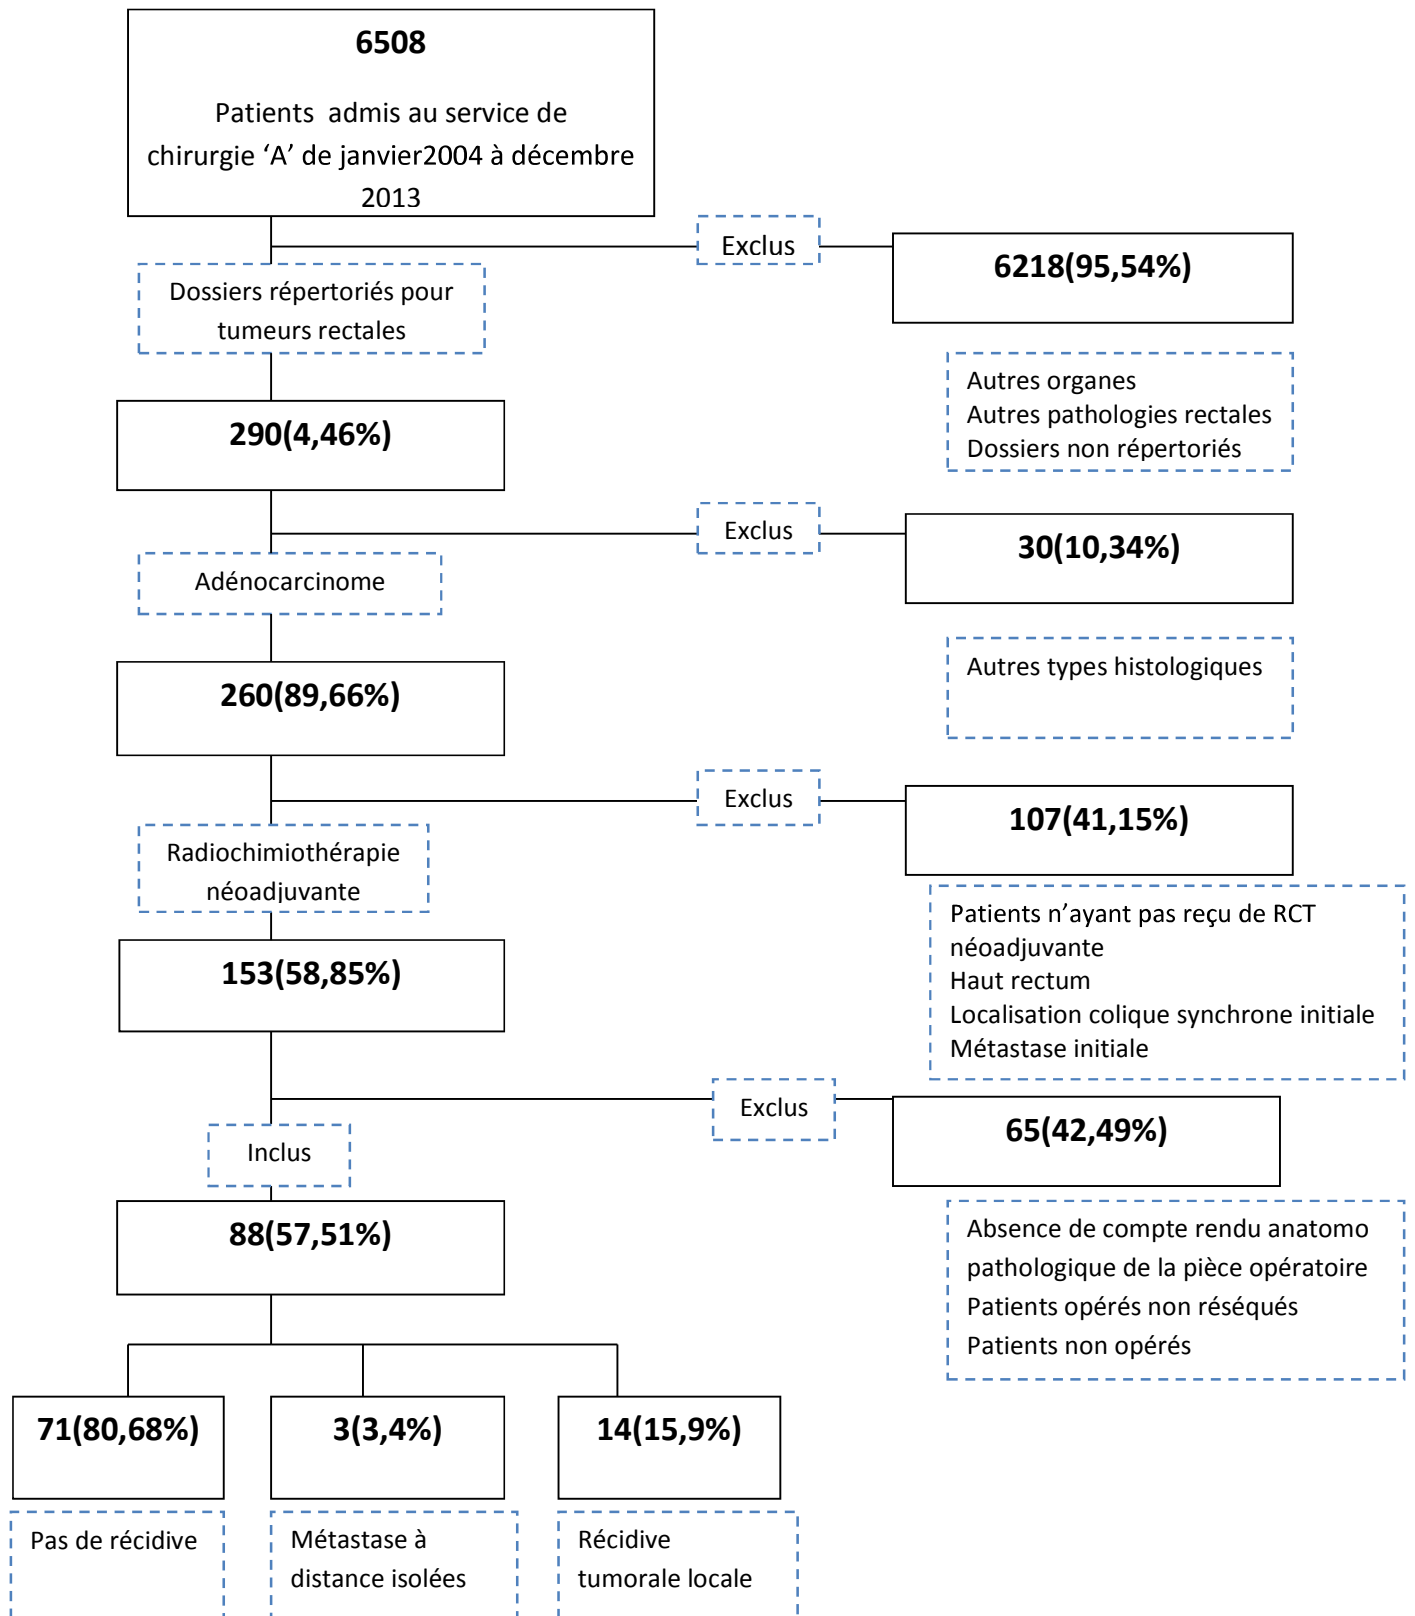 6508
Patients admis au service de
chirurgie ‘A’ de janvier2004 à décembre
2013
Exclus
6218(95,54%)
Dossiers répertoriés pour
tumeurs rectales
Autres organes
Autres pathologies rectales
Dossiers non répertoriés
290(4,46%)
Exclus
30(10,34%)
Adénocarcinome
Autres types histologiques
260(89,66%)
Exclus
107(41,15%)
Radiochimiothérapie
néoadjuvante
Patients n’ayant pas reçu de RCT
néoadjuvante
Haut rectum
Localisation colique synchrone initiale
Métastase initiale
153(58,85%)
Exclus
65(42,49%)
Inclus
Absence de compte rendu anatomo
pathologique de la pièce opératoire
Patients opérés non réséqués
Patients non opérés
88(57,51%)
71(80,68%)
3(3,4%)
14(15,9%)
Pas de récidive
Métastase à
distance isolées
Récidive
tumorale locale